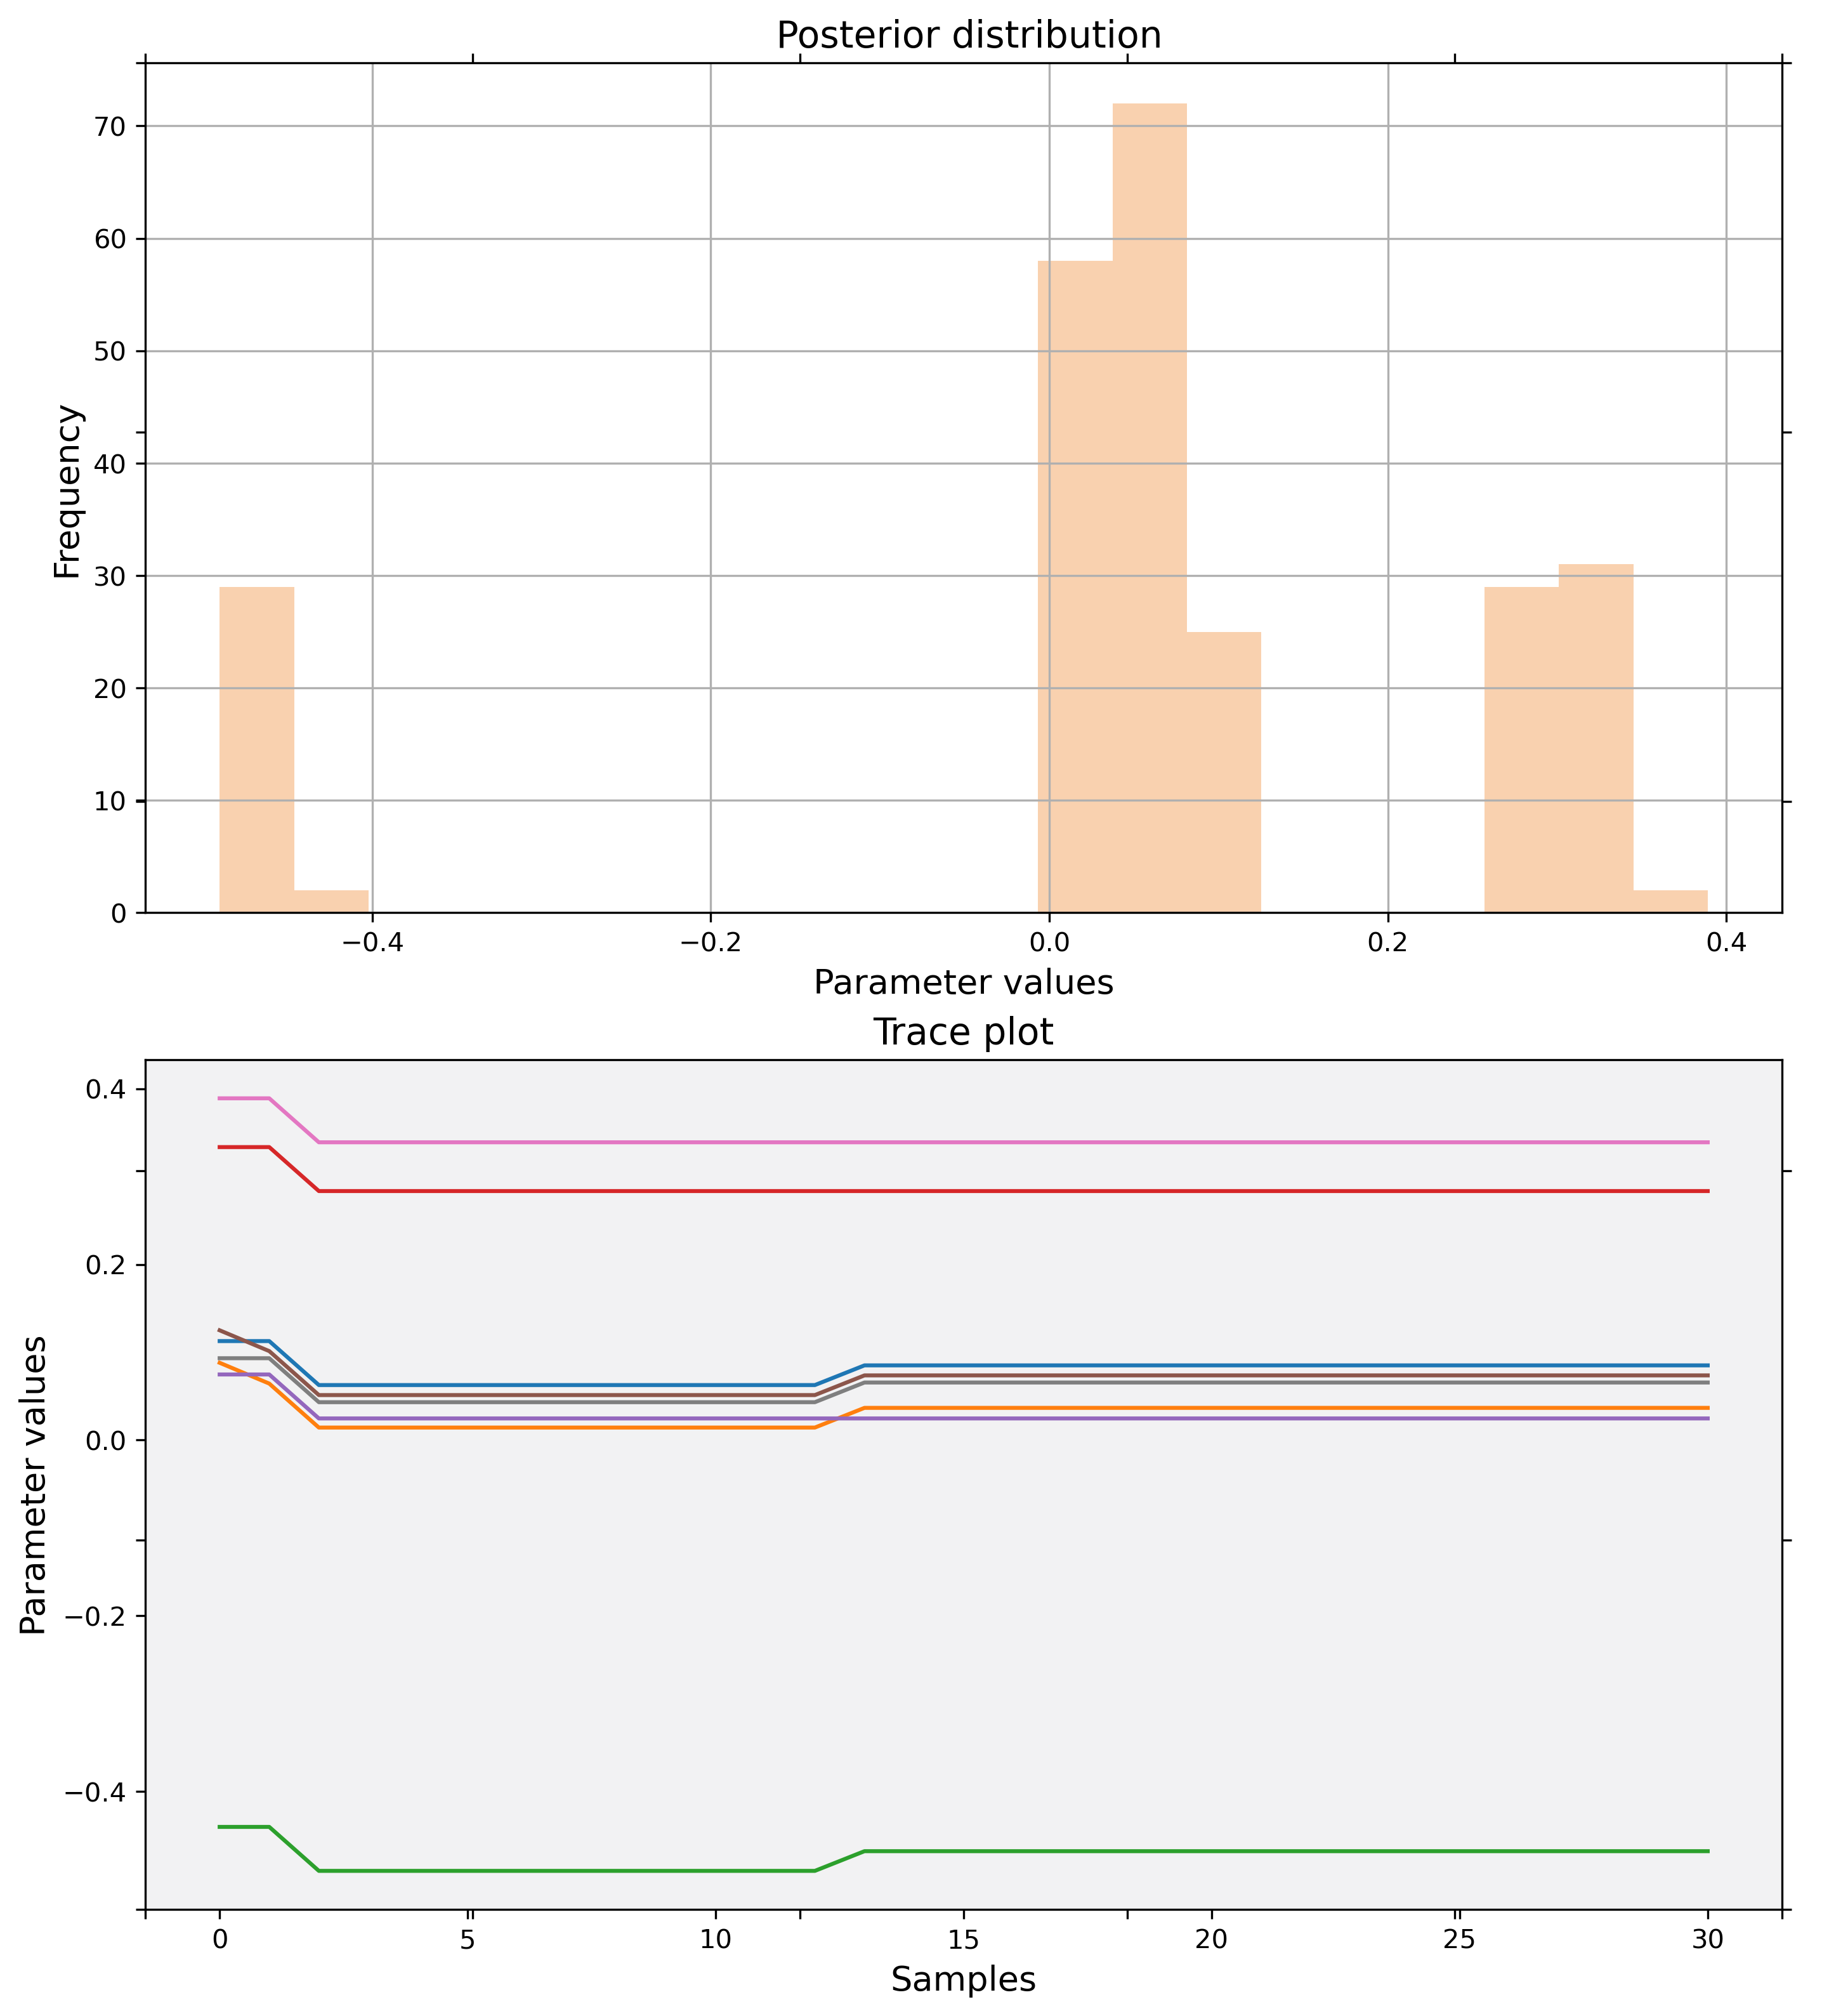 Posterior distribution
70
60
50
40
30
20
10
0
Frequency
−0.4 −0.2 0.0 0.2 0.4
Parameter values
Trace plot
0.4
0.2
0.0
−0.2
−0.4
Parameter values
0 5 10 15 20 25 30
Samples